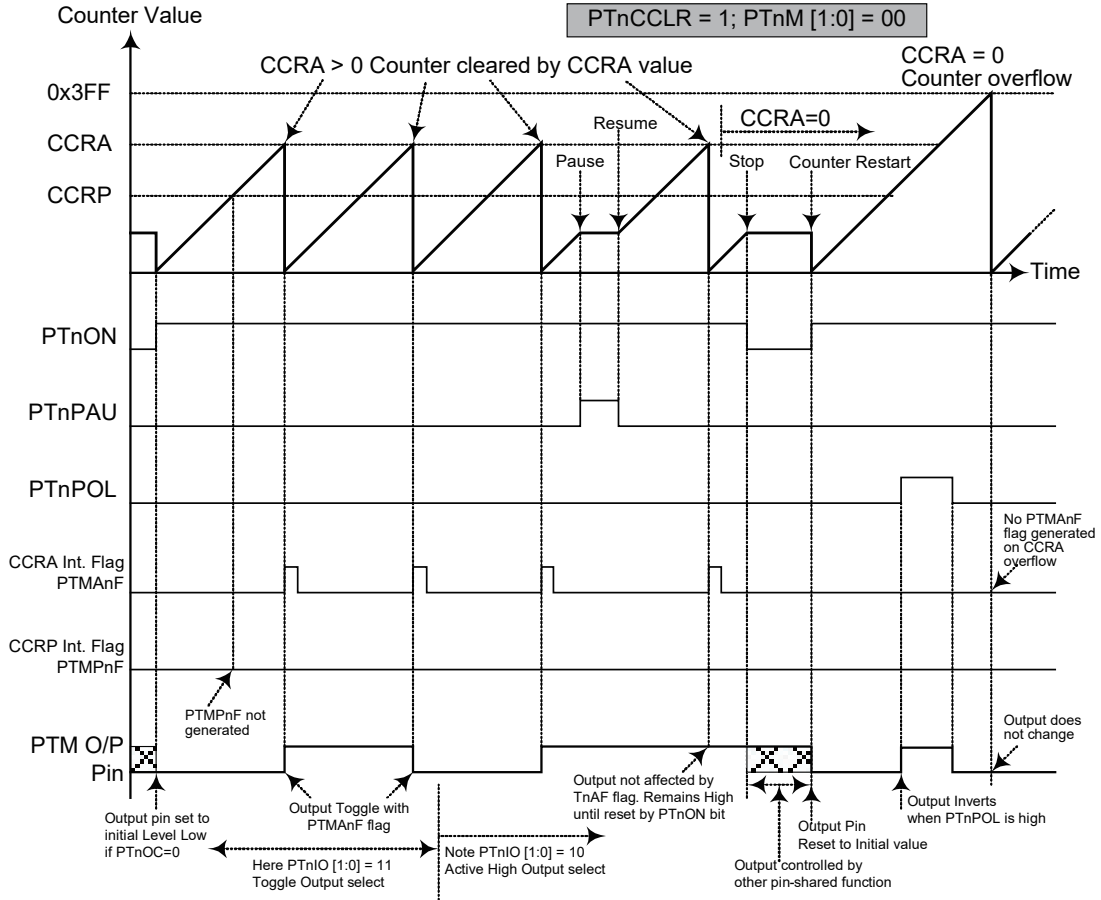 Counter Value
PTnCCLR = 1; PTnM [1:0] = 00
CCRA > 0 Counter cleared by CCRA value
CCRA = 0
Counter overflow
0x3FF
CCRA
CCRP
Resume
Pause
CCRA=0
Stop
Counter Restart
Time
PTnON
PTnPAU
PTnPOL
No PTMAnF
flag generated
on CCRA
overflow
CCRA Int. Flag
PTMAnF
CCRP Int. Flag
PTMPnF
PTMPnF not
generated
PTM O/P
Pin
Output does
not change
Output pin set to
initial Level Low
if PTnOC=0
Output Toggle with
PTMAnF flag
Output not affected by
TnAF flag. Remains High
until reset by PTnON bit
Output Inverts
when PTnPOL is high
Output Pin
Reset to Initial value
Here PTnIO [1:0] = 11
Toggle Output select
Note PTnIO [1:0] = 10
Active High Output select
Output controlled by
other pin-shared function